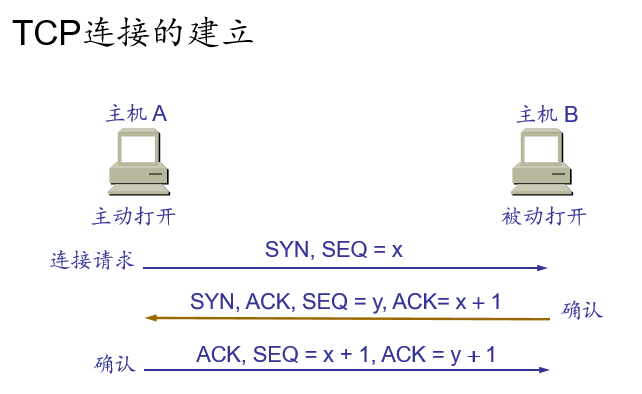 TCP连接的建立
主机 A
主机 B
主动打开
被动打开
连接请求
SYN, SEQ = x
SYN, ACK, SEQ = y, ACK= x + 1
确认
确认
ACK, SEQ = x + 1, ACK = y + 1